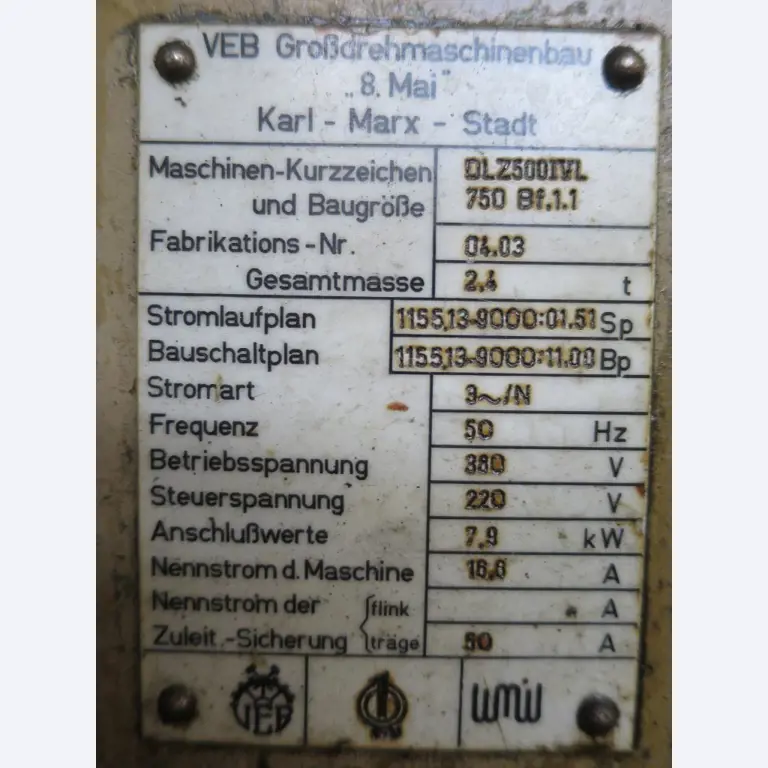 VEB Großdrehmaschinenbau
„8. Mai“
Karl - Marx - Stadt
Maschinen-Kurzzeichen DLZ500IVL
und Baugröße 750 Bf.1.1
Fabrikations-Nr. 04.03
Gesamtmasse 2,4 t
Stromlaufplan 115513-9000:01.51 Sp
Bauschaltplan 115513-9000:11.00 Bp
Stromart 3~/N
Frequenz 50 Hz
Betriebsspannung 380 V
Steuerspannung 220 V
Anschlußwerte 7,9 kW
Nennstrom d. Maschine 16,6 A
Nennstrom der flink A
Zuleit.-Sicherung träge 50 A
VEB 1 WMW